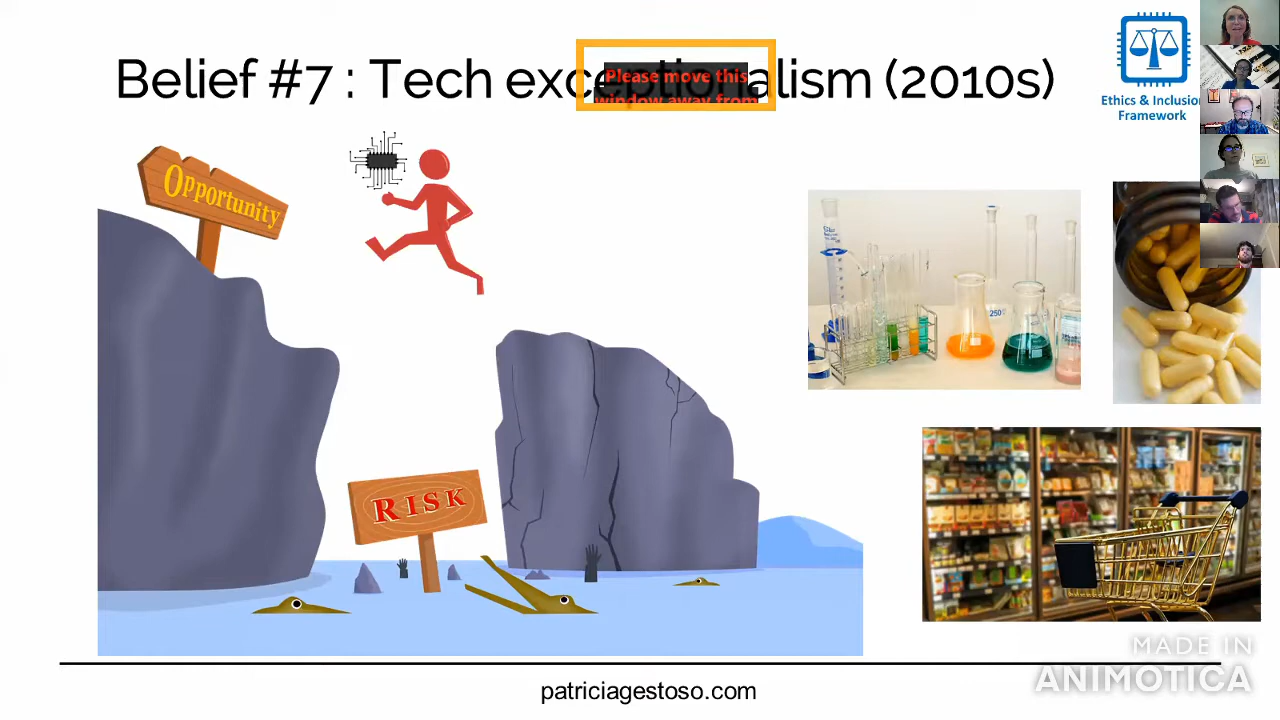 Belief #7 : Tech exceptionalism (2010s)
Please move this
window away from
Ethics & Inclusion
Framework
Opportunity
RISK
250
patriciagestoso.com
MADE IN
ANIMOTICA